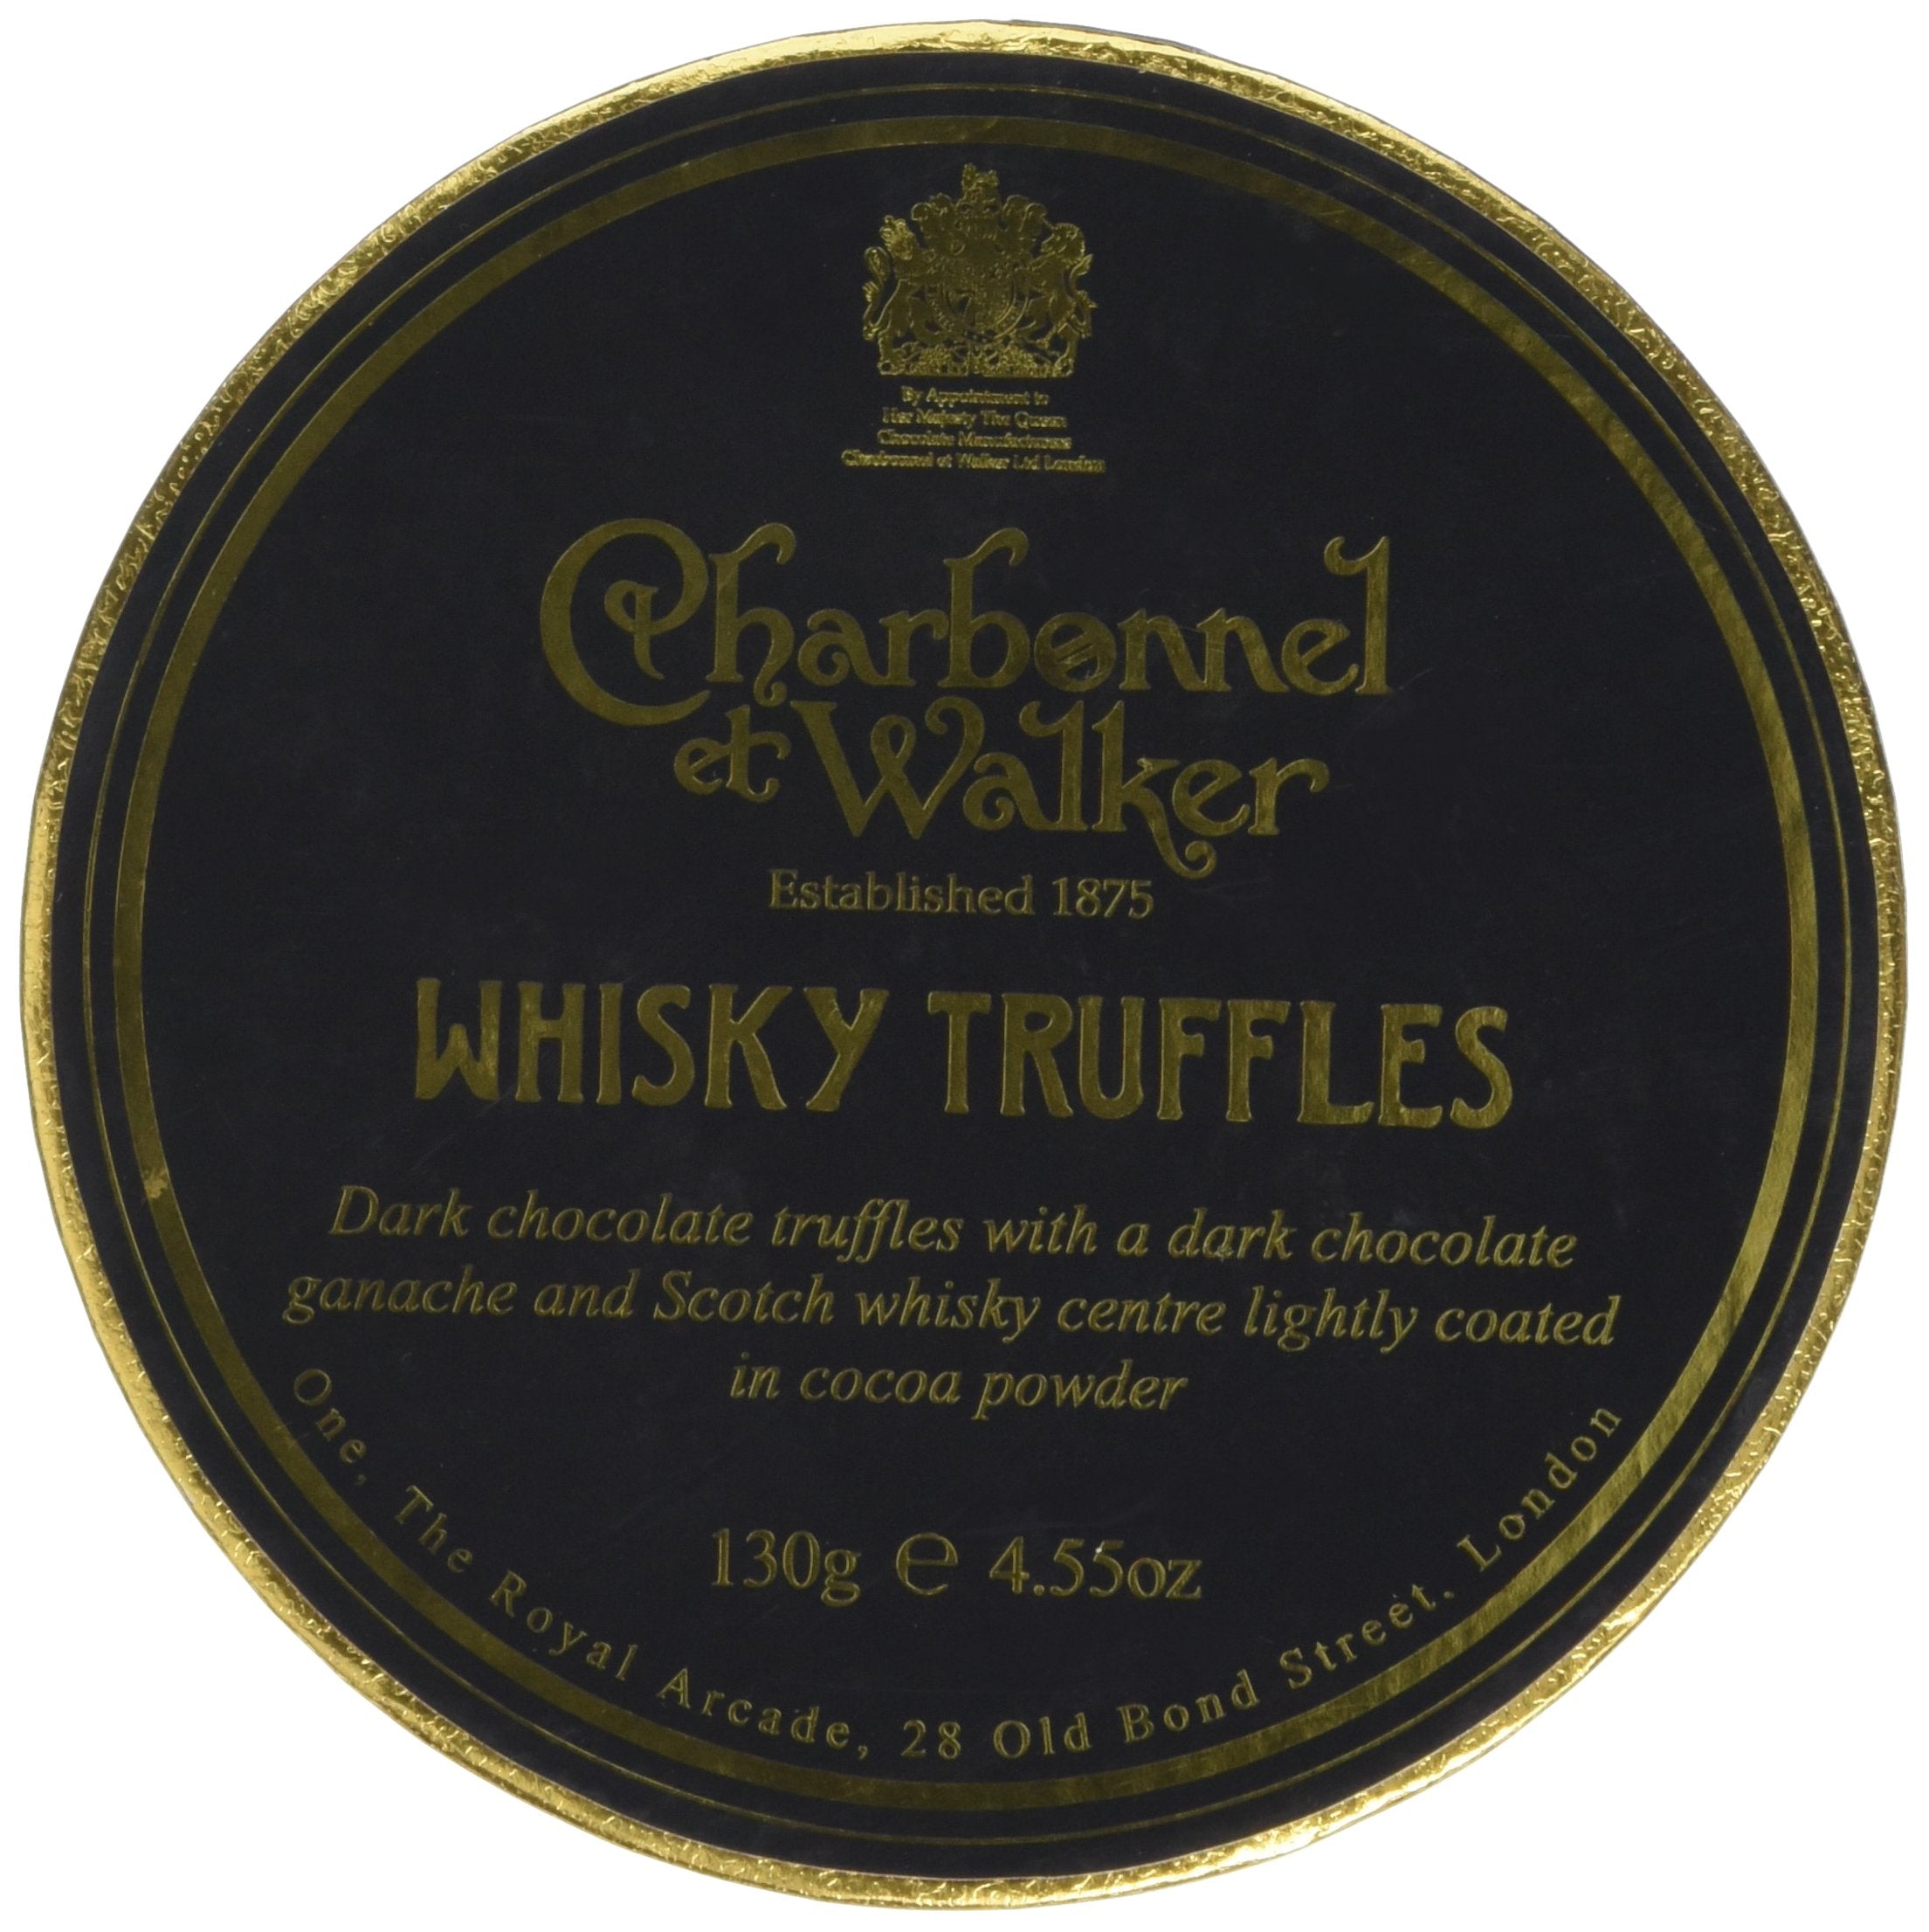 By Appointment to
Her Majesty The Queen
Chocolate Manufacturers
Charbonnel et Walker Ltd London
Charbonnel
et Walker
Established 1875
WHISKY TRUFFLES
Dark chocolate truffles with a dark chocolate
ganache and Scotch whisky centre lightly coated
in cocoa powder
130g ℮ 4.55oz
One, The Royal Arcade, 28 Old Bond Street. London